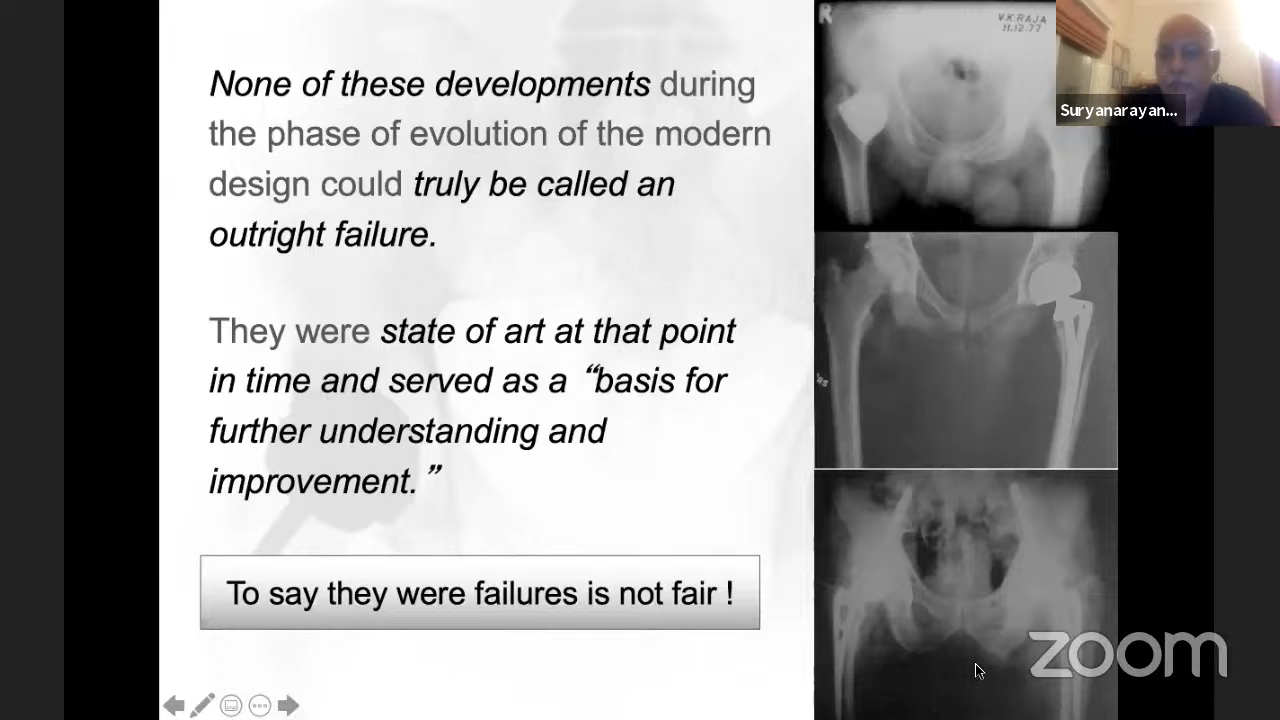 None of these developments during
the phase of evolution of the modern
design could truly be called an
outright failure.
They were state of art at that point
in time and served as a “basis for
further understanding and
improvement.”
To say they were failures is not fair !
R
V.K.RAJA
11.12.77
Suryanarayan...
zoom